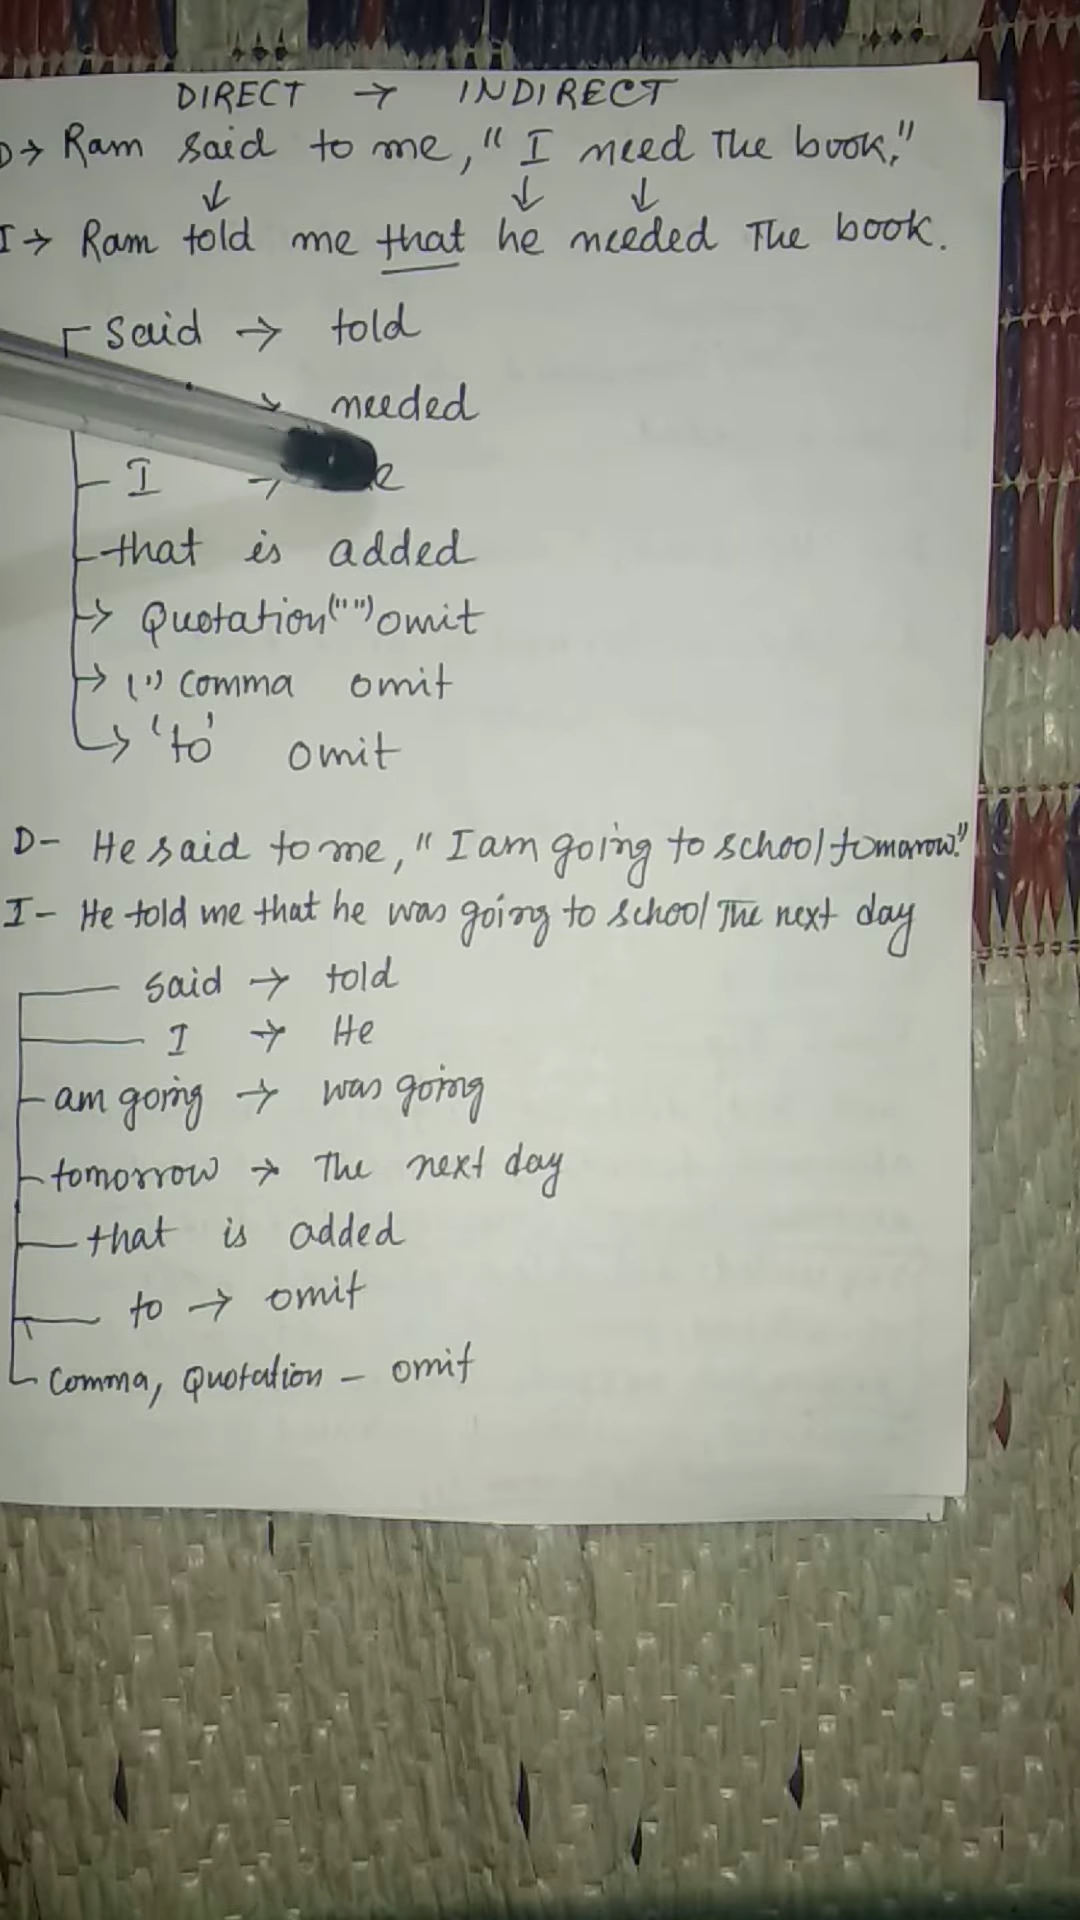 DIRECT → INDIRECT
D→ Ram said to me, " I need The book,"
↓ ↓ ↓
I→ Ram told me that he needed The book.
said → told
→ needed
I →
that is added
→ Quotation(" ") omit
→ (,) comma omit
→ 'to' omit
D- He said to me, " I am going to school tomorrow."
I- He told me that he was going to school The next day
said → told
I → He
am going → was going
tomorrow → The next day
that is added
to → omit
Comma, Quotation - omit